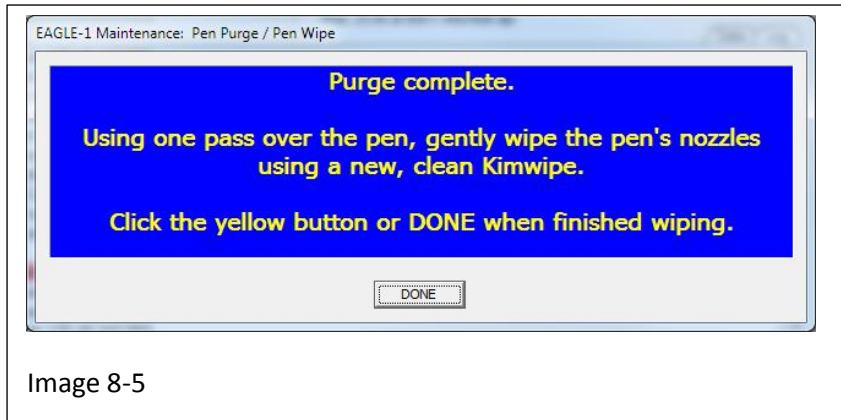 EAGLE-1 Maintenance: Pen Purge / Pen Wipe
Purge complete.
Using one pass over the pen, gently wipe the pen's nozzles
using a new, clean Kimwipe.
Click the yellow button or DONE when finished wiping.
DONE
Image 8-5